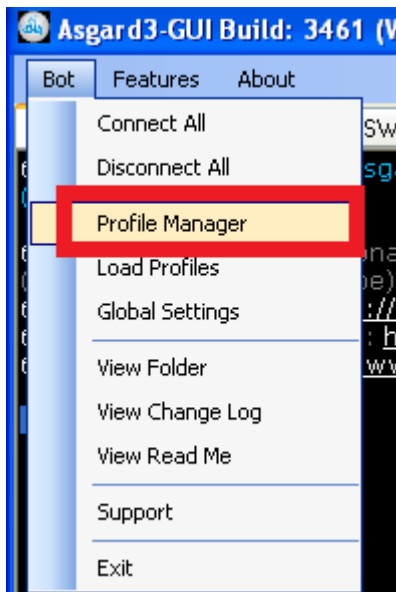 Asgard3-GUI Build: 3461 (
Bot Features About
Connect All
Disconnect All
Profile Manager
Load Profiles
Global Settings
View Folder
View Change Log
View Read Me
Support
Exit